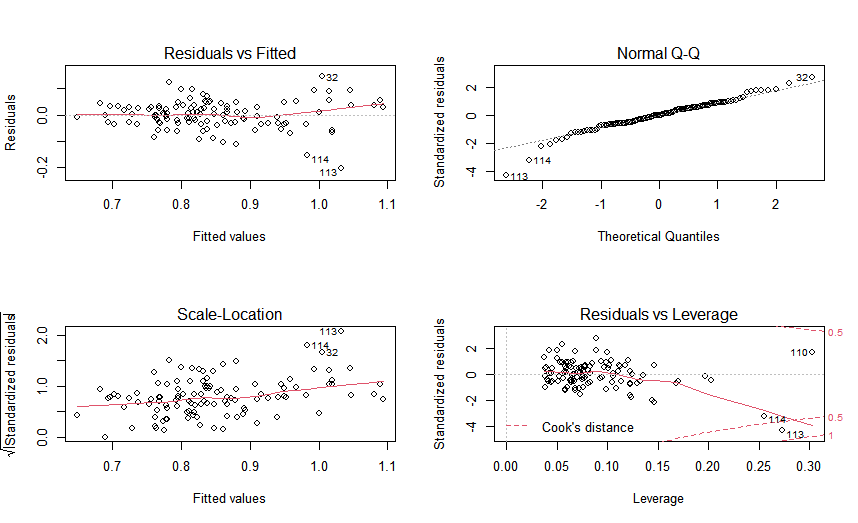 Residuals vs Fitted
Residuals
0.0
-0.2
32
114
113
0.7 0.8 0.9 1.0 1.1
Fitted values
Normal Q-Q
Standardized residuals
2
0
-2
-4
32
114
113
-2 -1 0 1 2
Theoretical Quantiles
Scale-Location
√|Standardized residuals|
2.0
1.0
0.0
113
114
32
0.7 0.8 0.9 1.0 1.1
Fitted values
Residuals vs Leverage
Standardized residuals
2
0
-2
-4
0.5
110
114
0.5
113
1
Cook's distance
0.00 0.05 0.10 0.15 0.20 0.25 0.30
Leverage